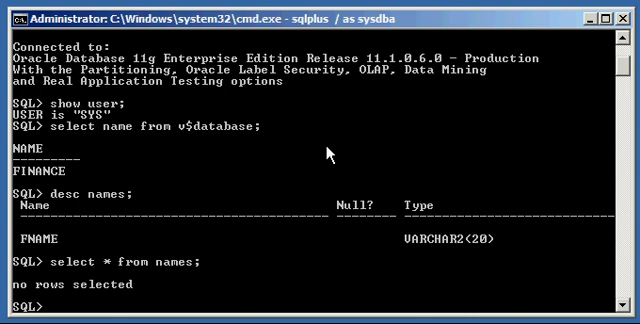 Administrator: C:\Windows\system32\cmd.exe - sqlplus / as sysdba
Connected to:
Oracle Database 11g Enterprise Edition Release 11.1.0.6.0 - Production
With the Partitioning, Oracle Label Security, OLAP, Data Mining
and Real Application Testing options
SQL> show user;
USER is "SYS"
SQL> select name from v$database;
NAME
---------
FINANCE
SQL> desc names;
Name Null? Type
----------------------------------------- -------- ----------------------------
FNAME VARCHAR2(20)
SQL> select * from names;
no rows selected
SQL>